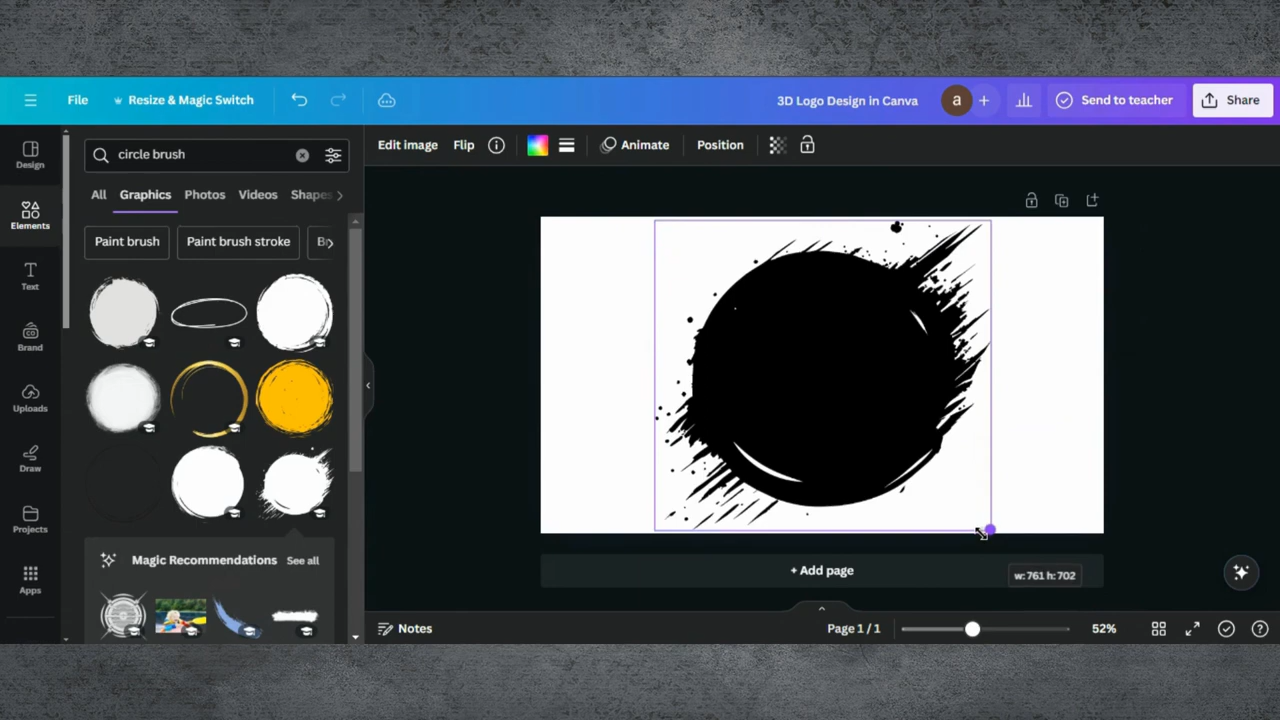 File
Resize & Magic Switch
3D Logo Design in Canva
a
Send to teacher
Share
Design
Elements
Text
Brand
Uploads
Draw
Projects
Apps
circle brush
All
Graphics
Photos
Videos
Shapes
Paint brush
Paint brush stroke
Magic Recommendations
See all
Edit image
Flip
Animate
Position
+ Add page
w: 761 h: 702
Notes
Page 1 / 1
52%